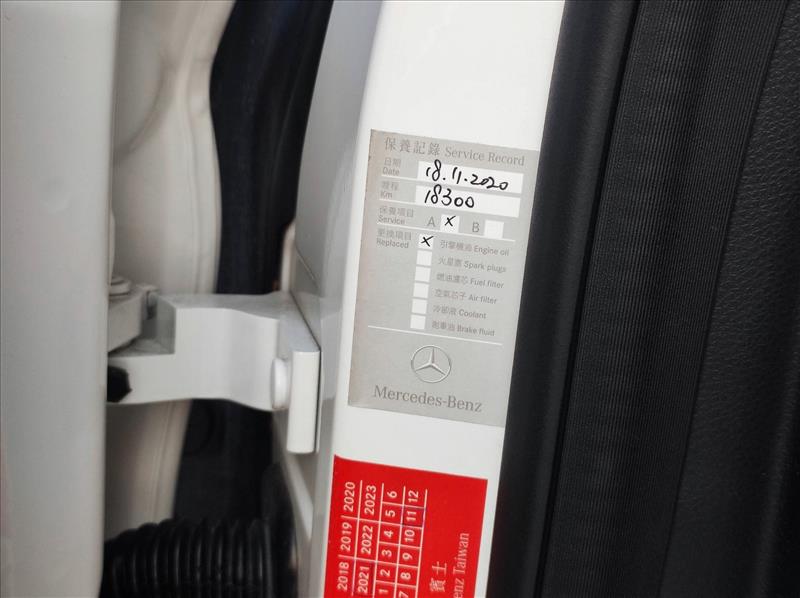 保養記錄 Service Record
日期 Date 18.11.2020
哩程 Km 18300
保養項目 Service A x B
更換項目 Replaced x 引擎機油 Engine oil
火星塞 Spark plugs
燃油濾芯 Fuel filter
空氣芯子 Air filter
冷卻液 Coolant
煞車油 Brake fluid
Mercedes-Benz
2018 2019 2020
2021 2022 2023
1 2 3 4 5 6
7 8 9 10 11 12
賓士
enz Taiwan